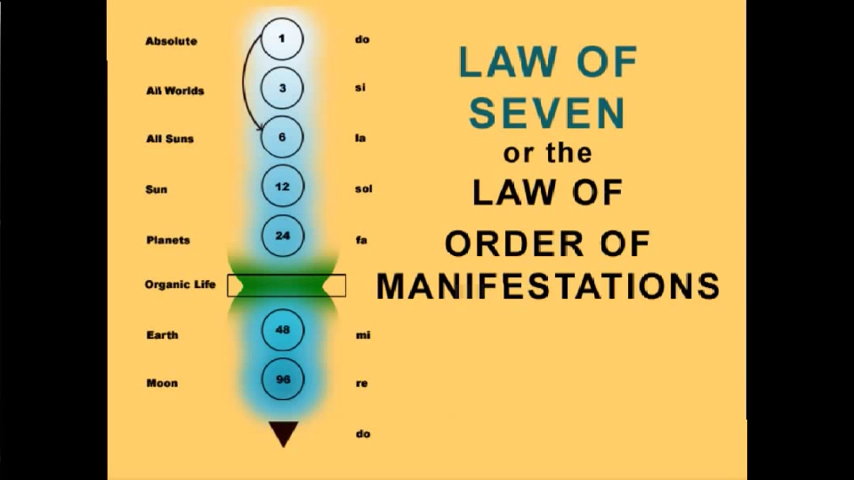 Absolute 1 do
All Worlds 3 si
All Suns 6 la
Sun 12 sol
Planets 24 fa
Organic Life
Earth 48 mi
Moon 96 re
do
LAW OF
SEVEN
or the
LAW OF
ORDER OF
MANIFESTATIONS